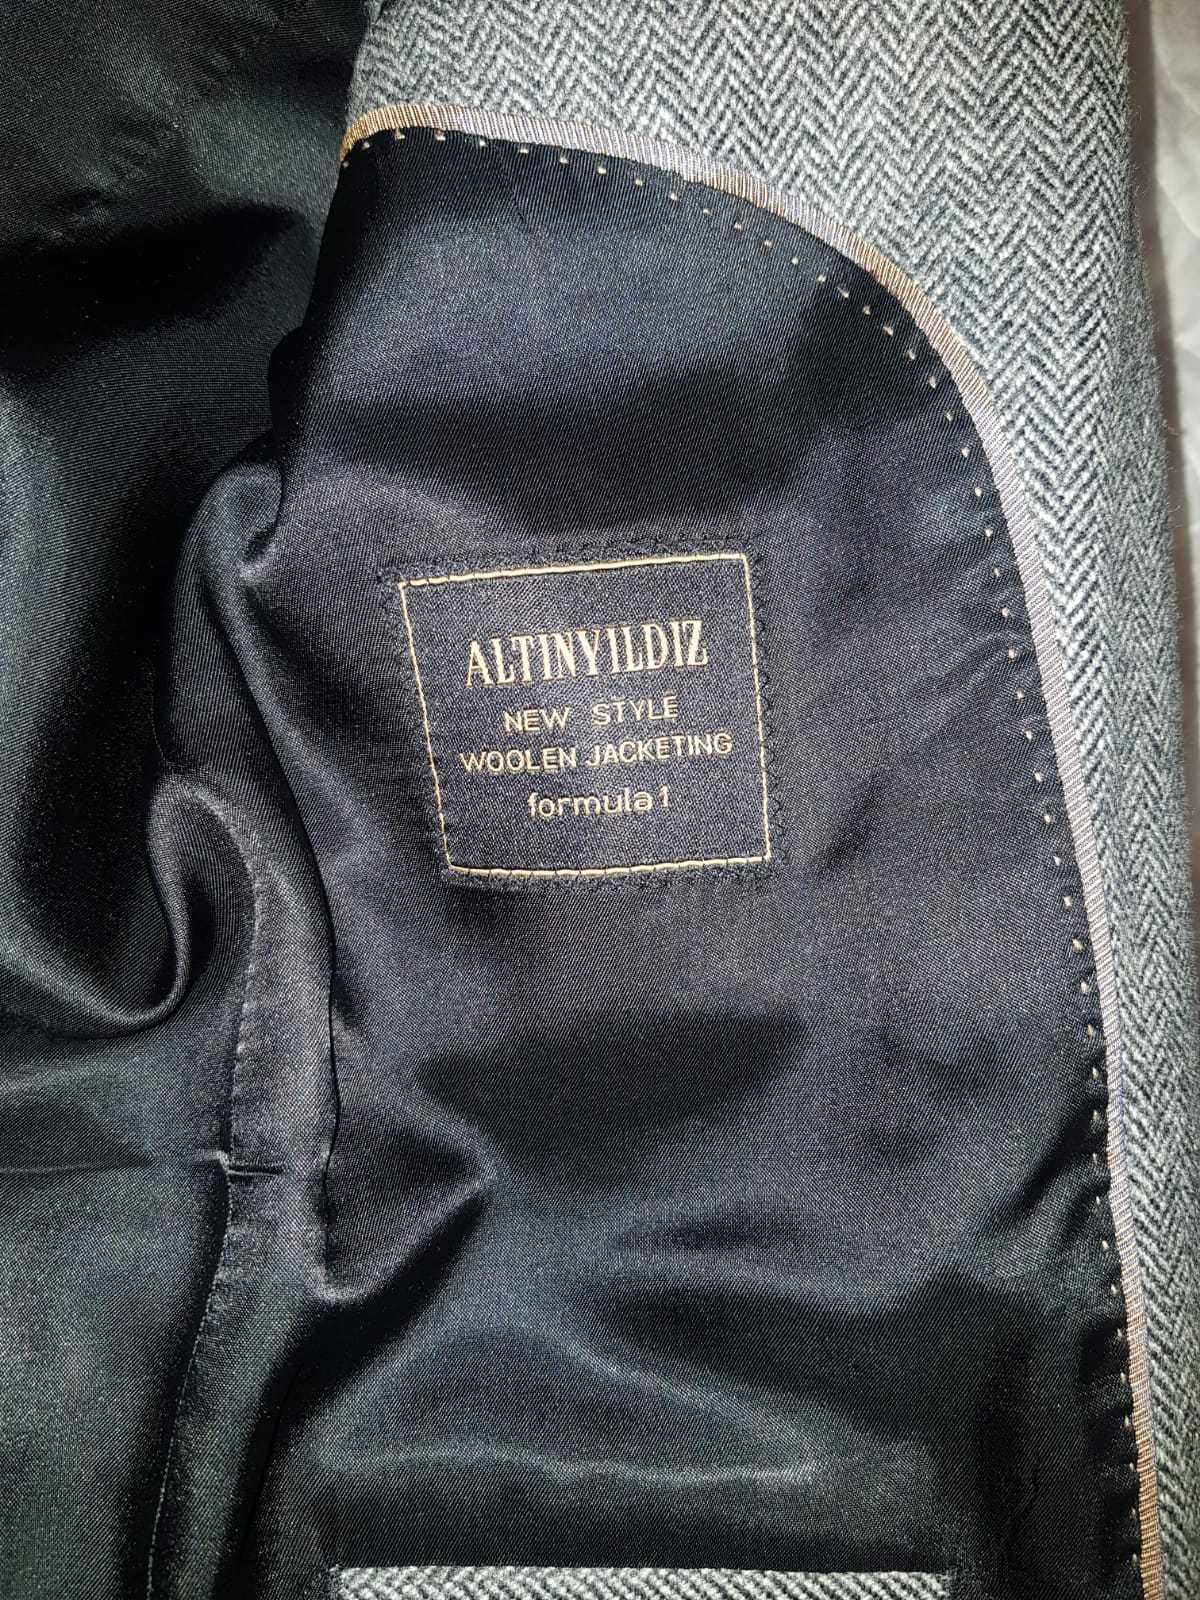 ALTINYILDIZ
NEW STYLE
WOOLEN JACKETING
formula 1